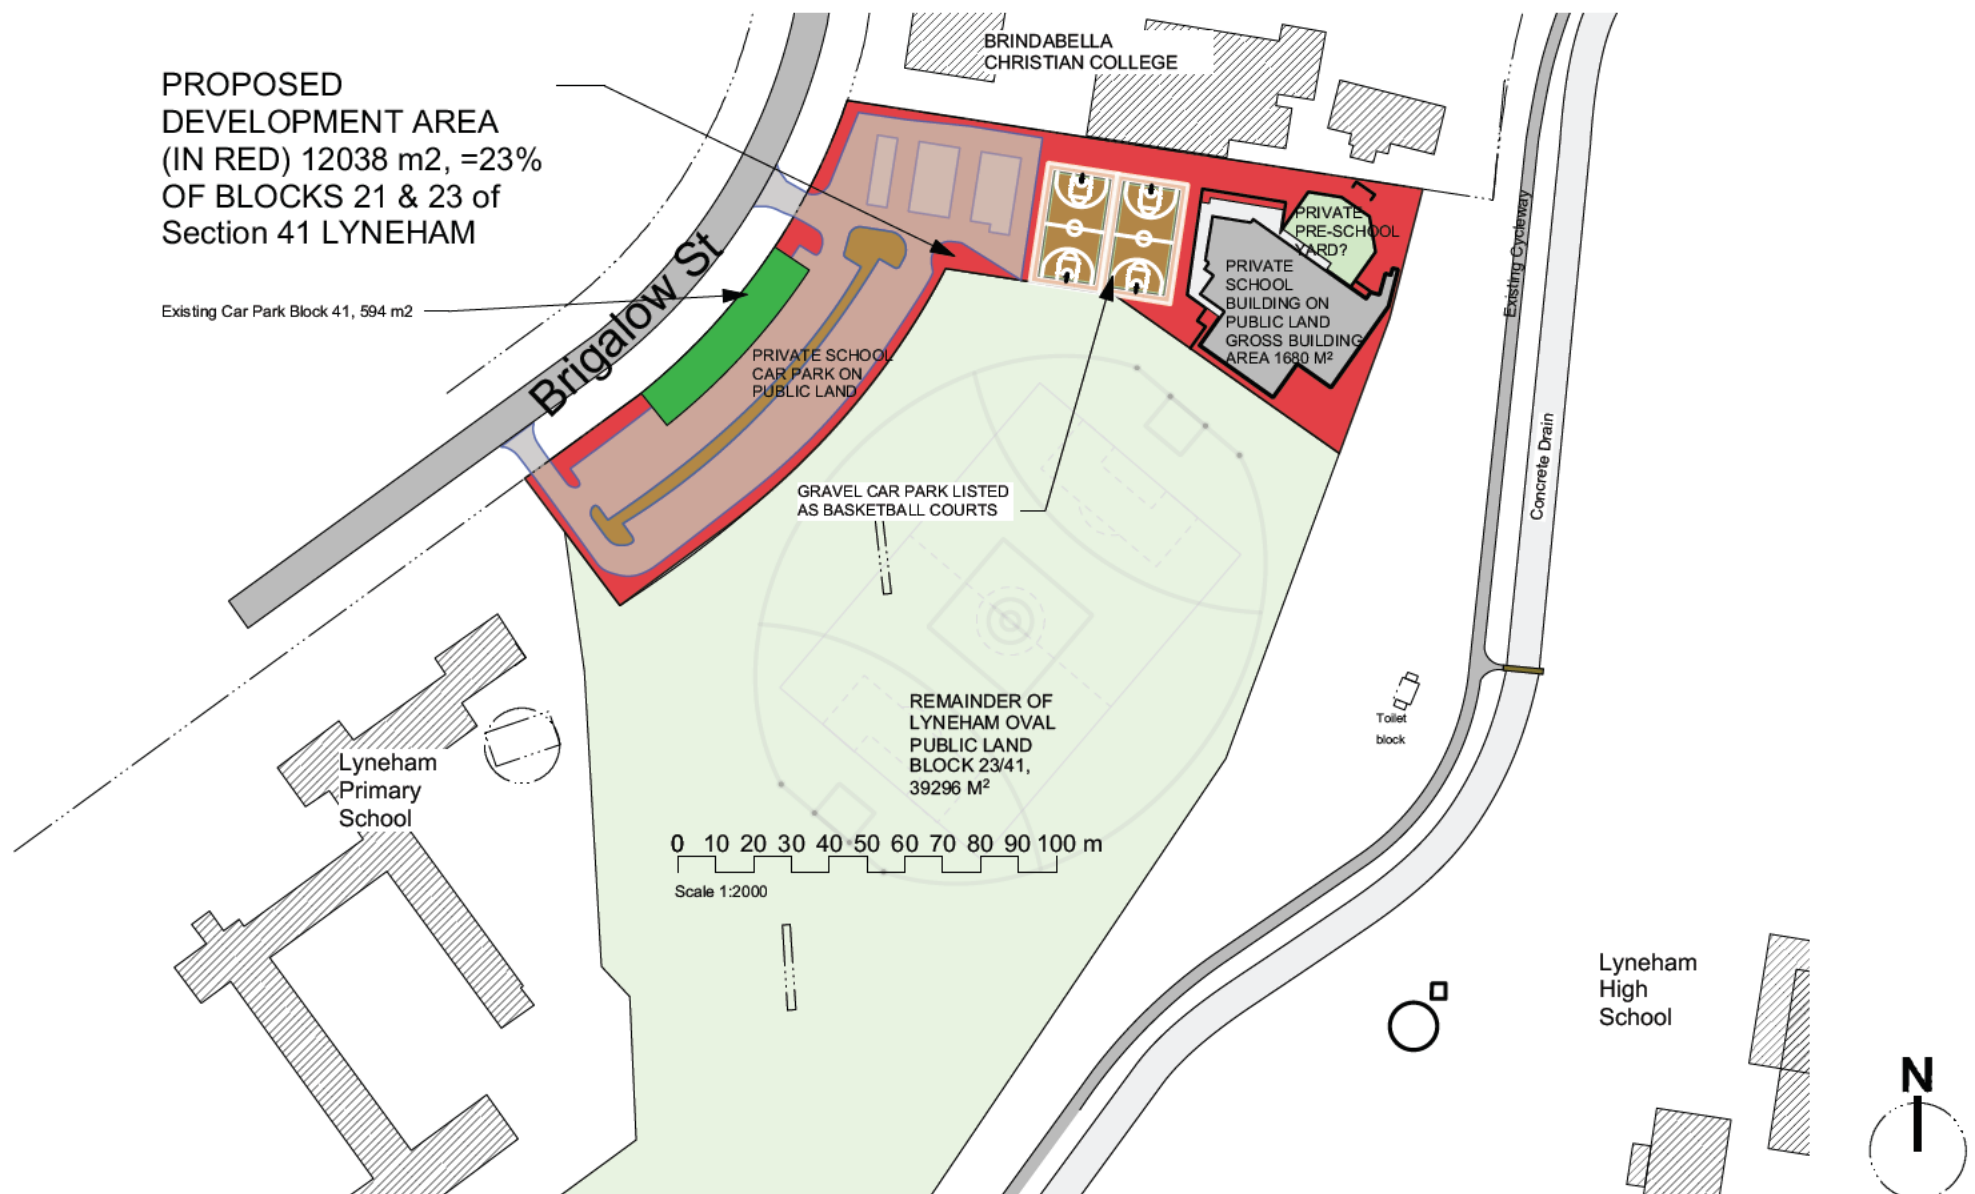 BRINDABELLA
CHRISTIAN COLLEGE
PROPOSED
DEVELOPMENT AREA
(IN RED) 12038 m2, =23%
OF BLOCKS 21 & 23 of
Section 41 LYNEHAM
Existing Car Park Block 41, 594 m2
Brigalow St
PRIVATE SCHOOL
CAR PARK ON
PUBLIC LAND
PRIVATE
PRE-SCHOOL
YARD?
PRIVATE
SCHOOL
BUILDING ON
PUBLIC LAND
GROSS BUILDING
AREA 1680 M²
Existing Cycleway
Concrete Drain
GRAVEL CAR PARK LISTED
AS BASKETBALL COURTS
REMAINDER OF
LYNEHAM OVAL
PUBLIC LAND
BLOCK 23/41,
39296 M²
Toilet
block
Lyneham
Primary
School
0 10 20 30 40 50 60 70 80 90 100 m
Scale 1:2000
Lyneham
High
School
N